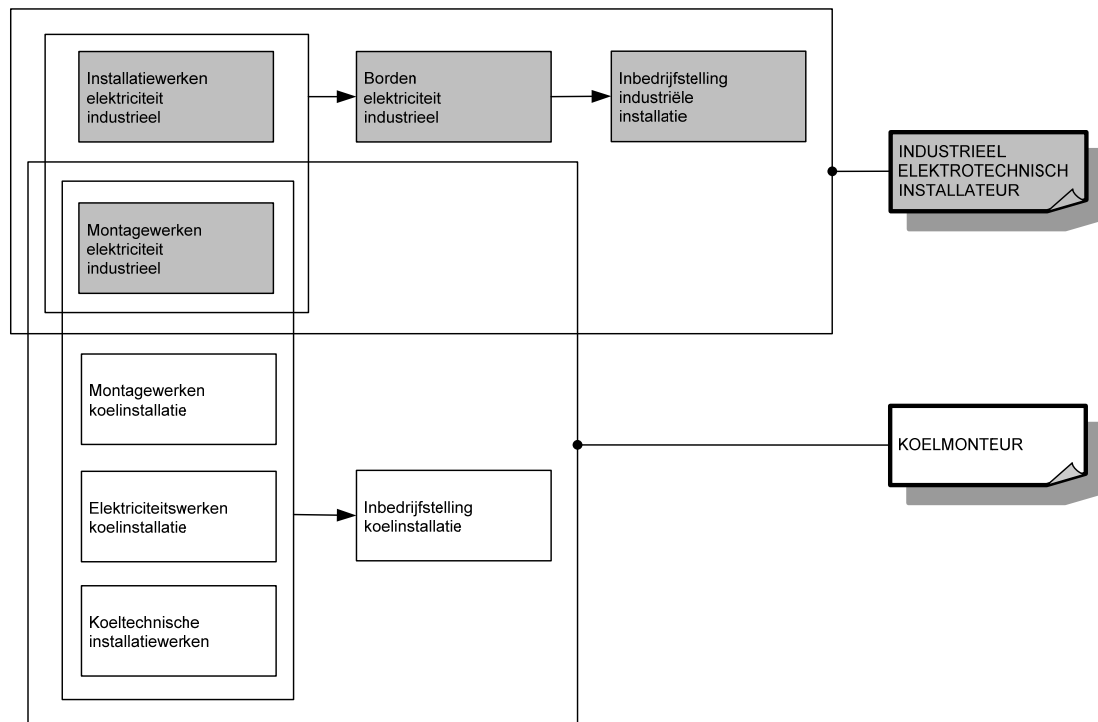 Installatiewerken
elektriciteit
industrieel
Borden
elektriciteit
industrieel
Inbedrijfstelling
industriële
installatie
INDUSTRIEEL
ELEKTROTECHNISCH
INSTALLATEUR
Montagewerken
elektriciteit
industrieel
Montagewerken
koelinstallatie
KOELMONTEUR
Elektriciteitswerken
koelinstallatie
Inbedrijfstelling
koelinstallatie
Koeltechnische
installatiewerken